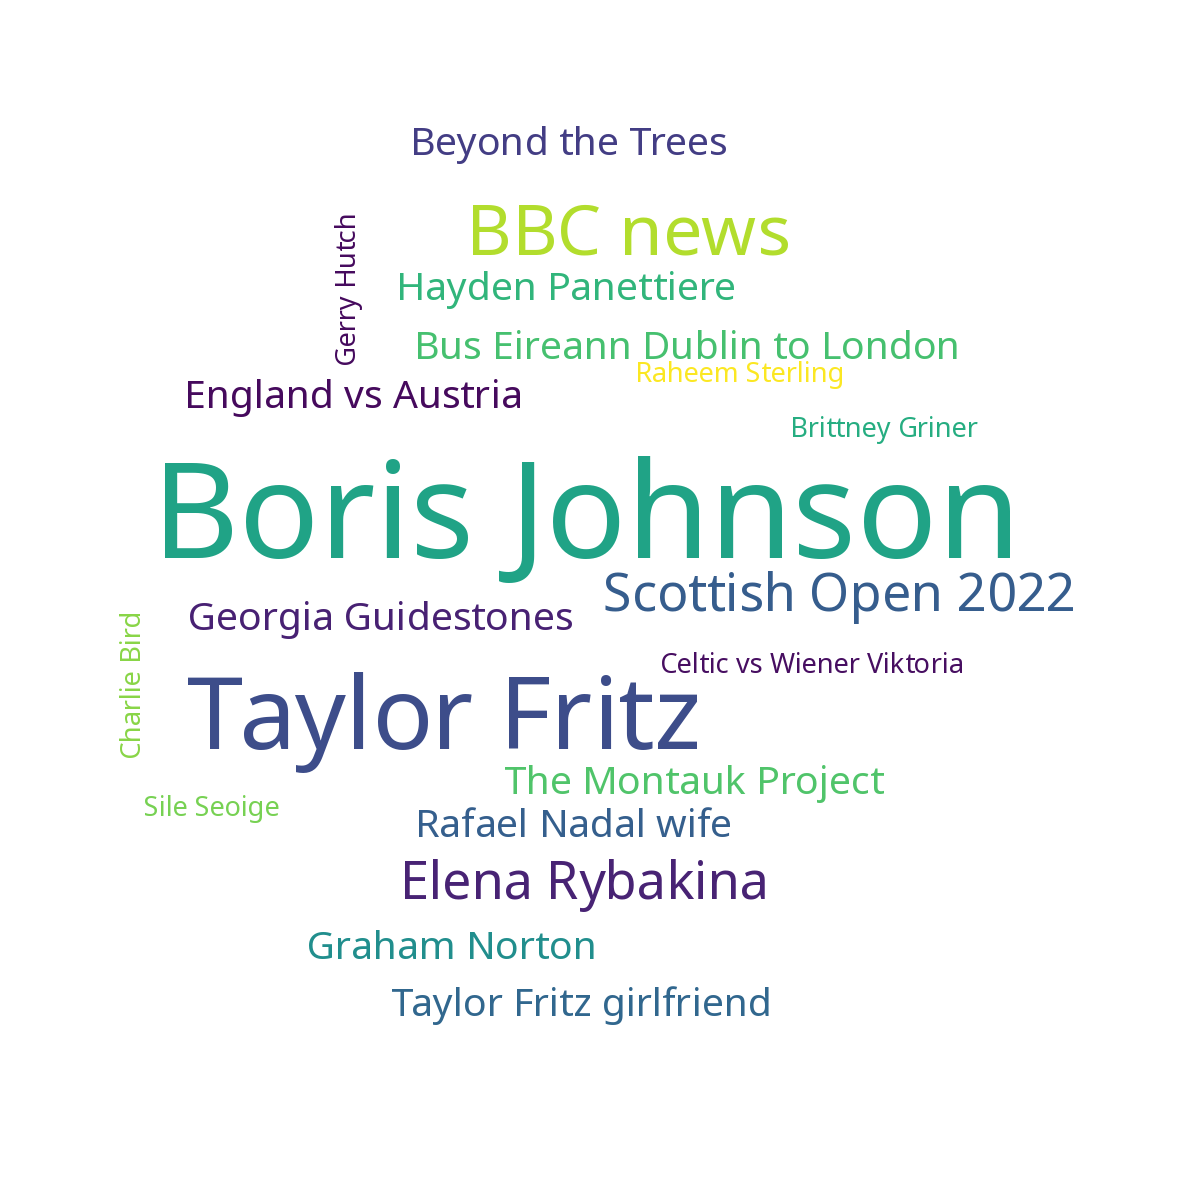 Beyond the Trees
BBC news
Gerry Hutch
Hayden Panettiere
Bus Eireann Dublin to London
Raheem Sterling
England vs Austria
Brittney Griner
Boris Johnson
Scottish Open 2022
Georgia Guidestones
Charlie Bird
Celtic vs Wiener Viktoria
Taylor Fritz
The Montauk Project
Sile Seoige
Rafael Nadal wife
Elena Rybakina
Graham Norton
Taylor Fritz girlfriend